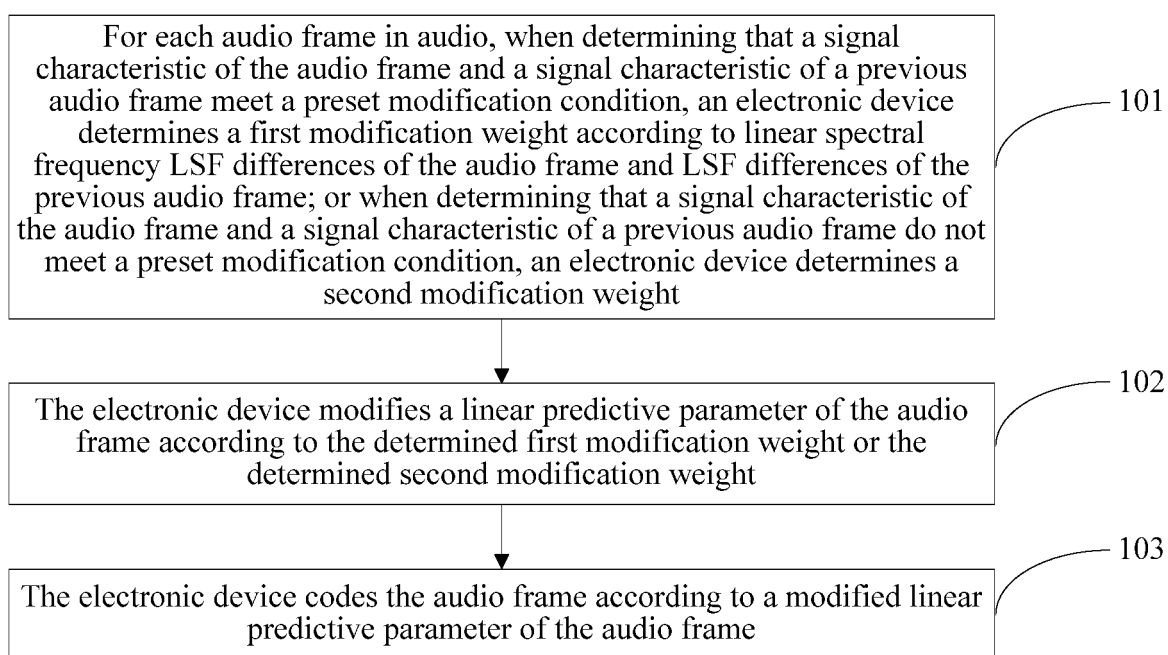 For each audio frame in audio, when determining that a signal
characteristic of the audio frame and a signal characteristic of a previous
audio frame meet a preset modification condition, an electronic device
determines a first modification weight according to linear spectral
frequency LSF differences of the audio frame and LSF differences of the
previous audio frame; or when determining that a signal characteristic of
the audio frame and a signal characteristic of a previous audio frame do not
meet a preset modification condition, an electronic device determines a
second modification weight
101
The electronic device modifies a linear predictive parameter of the audio
frame according to the determined first modification weight or the
determined second modification weight
102
The electronic device codes the audio frame according to a modified linear
predictive parameter of the audio frame
103